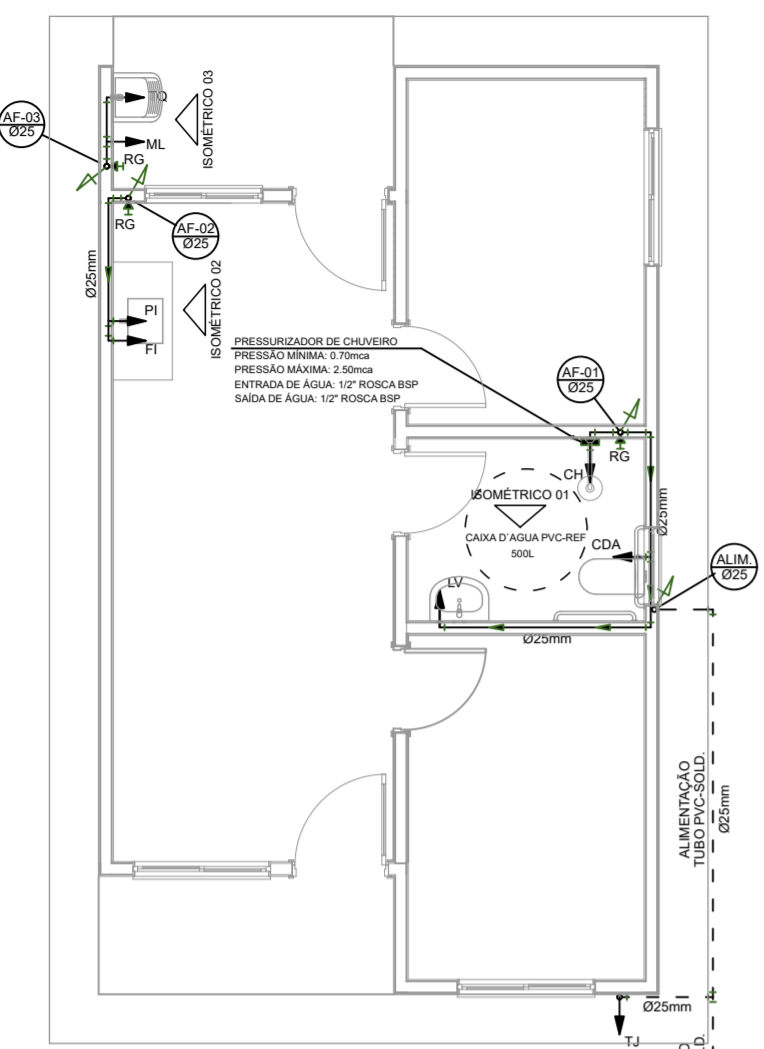 AF-03
Ø25
ISOMÉTRICO 03
ML
RG
RG
AF-02
Ø25
Ø25mm
ISOMÉTRICO 02
PI
FI
PRESSURIZADOR DE CHUVEIRO
PRESSÃO MÍNIMA: 0.70mca
PRESSÃO MÁXIMA: 2.50mca
ENTRADA DE ÁGUA: 1/2" ROSCA BSP
SAÍDA DE ÁGUA: 1/2" ROSCA BSP
AF-01
Ø25
RG
CH
ISOMÉTRICO 01
Ø25mm
CAIXA D´AGUA PVC-REF
500L
CDA
ALIM.
Ø25
LV
Ø25mm
ALIMENTAÇÃO
TUBO PVC-SOLD.
Ø25mm
Ø25mm
TJ